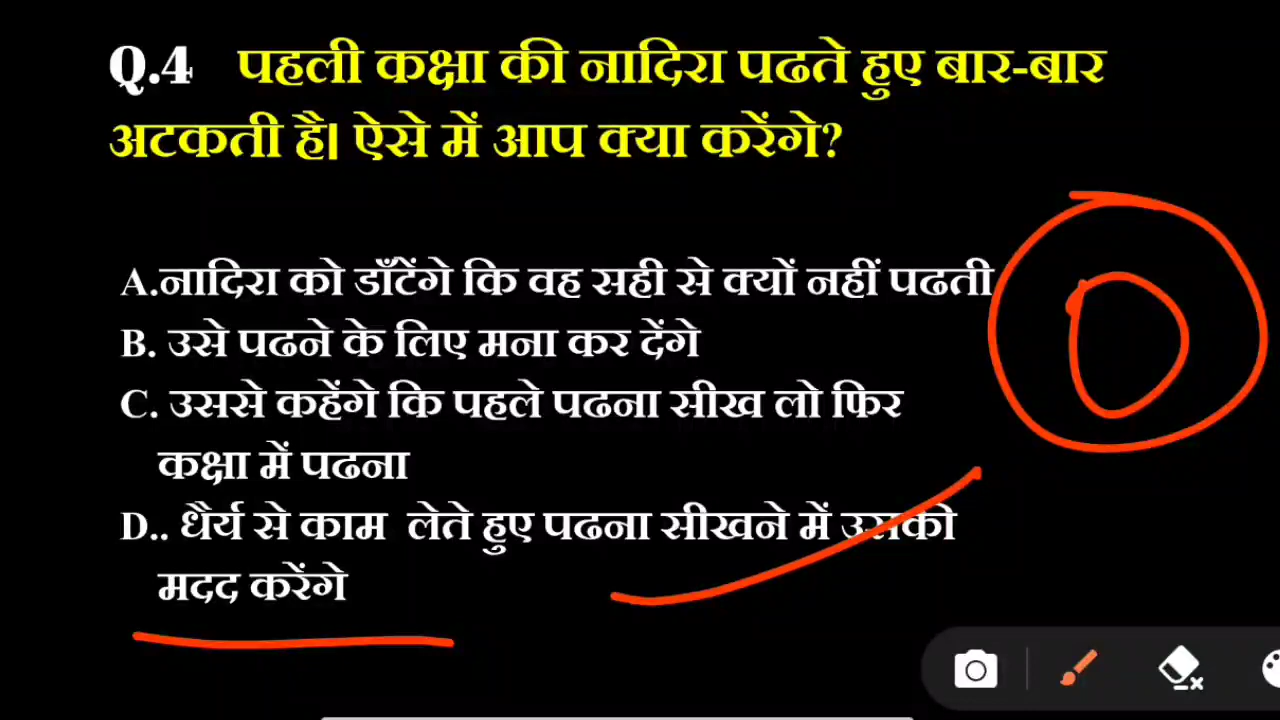 Q.4 पहली कक्षा की नादिरा पढते हुए बार-बार
अटकती है। ऐसे में आप क्या करेंगे?
A.नादिरा को डाँटेंगे कि वह सही से क्यों नहीं पढती
B. उसे पढने के लिए मना कर देंगे
C. उससे कहेंगे कि पहले पढना सीख लो फिर
कक्षा में पढना
D.. धैर्य से काम लेते हुए पढना सीखने में उसकी
मदद करेंगे
D